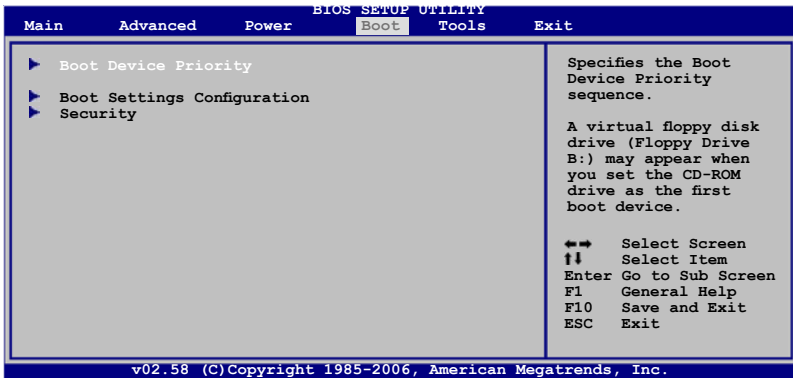 BIOS SETUP UTILITY
Main Advanced Power Boot Tools Exit
Boot Device Priority
Boot Settings Configuration
Security
Specifies the Boot
Device Priority
sequence.
A virtual floppy disk
drive (Floppy Drive
B:) may appear when
you set the CD-ROM
drive as the first
boot device.
←→ Select Screen
↑↓ Select Item
Enter Go to Sub Screen
F1 General Help
F10 Save and Exit
ESC Exit
v02.58 (C)Copyright 1985-2006, American Megatrends, Inc.